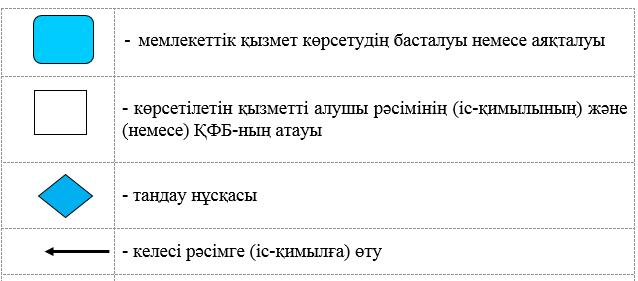 - мемлекеттік қызмет көрсетудің басталуы немесе аяқталуы
- көрсетілетін қызметті алушы рәсімінің (іс-қимылының) және
(немесе) ҚФБ-ның атауы
- таңдау нұсқасы
- келесі рәсімге (іс-қимылға) өту